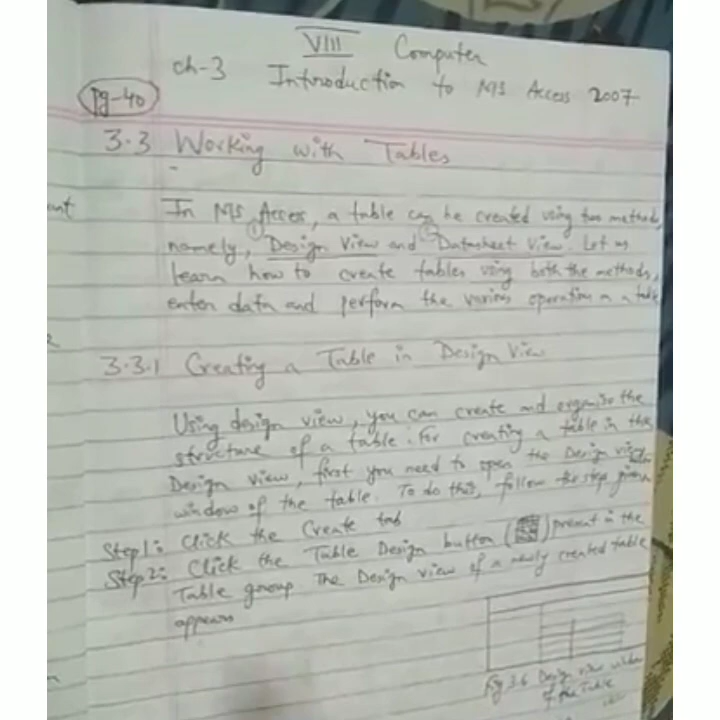 VIII Computer
ch-3 Introduction to MS Access 2007
Pg-40
3.3 Working with Tables
In MS Access, a table can be created using two methods,
namely, ① Design View and ② Datasheet View. Let us
learn how to create tables using both the methods,
enter data and perform the various operation on a table
3.3.1 Creating a Table in Design View
Using design view, you can create and organise the
structure of a table. For creating a table in the
Design view, first you need to open the Design view
window of the table. To do this, follow the step given
Step1: Click the Create tab
Step2: Click the Table Design button ( ) present in the
Table group. The Design view of a newly created table
appears
Fig 3.6 Design view window
of the Table